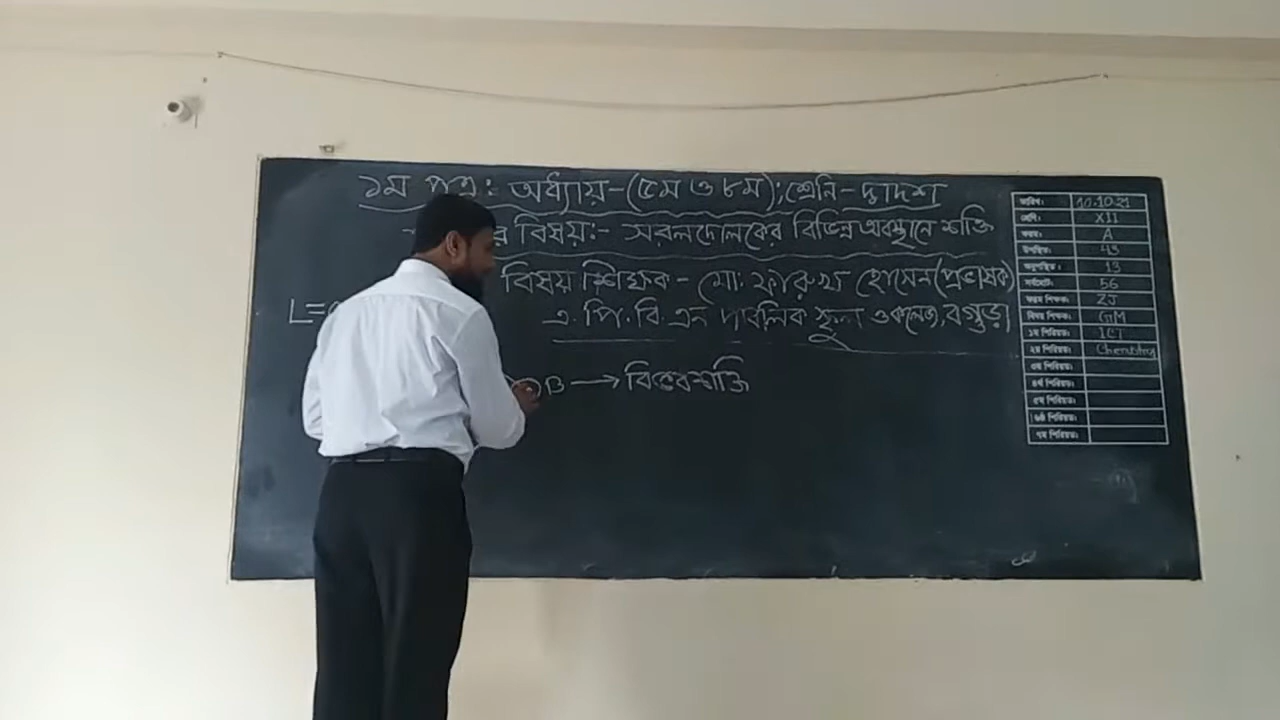 ১ম পত্র: অধ্যায়-(৫ম ও ৮ম); শ্রেনি-দ্বাদশ
র বিষয়:- সরলদোলকের বিভিন্ন অবস্থানে শক্তি
বিষয় শিক্ষক - মো: ফারুখ হোসেন(প্রভাষক)
এ. পি. বি. এন পাবলিক স্কুল ও কলেজ, বগুড়া
L=
B → বিভবশক্তি
তারিখ: 10.10.21
শ্রেণি: XII
ফরম: A
উপস্থিত: 43
অনুপস্থিত: 13
সর্বমোট: 56
ফরম শিক্ষক: ZJ
বিষয় শিক্ষক: GM
১ম পিরিয়ড: ICT
২য় পিরিয়ড: Chemistry
৩য় পিরিয়ড:
৪র্থ পিরিয়ড:
৫ম পিরিয়ড:
৬ষ্ঠ পিরিয়ড:
৭ম পিরিয়ড: